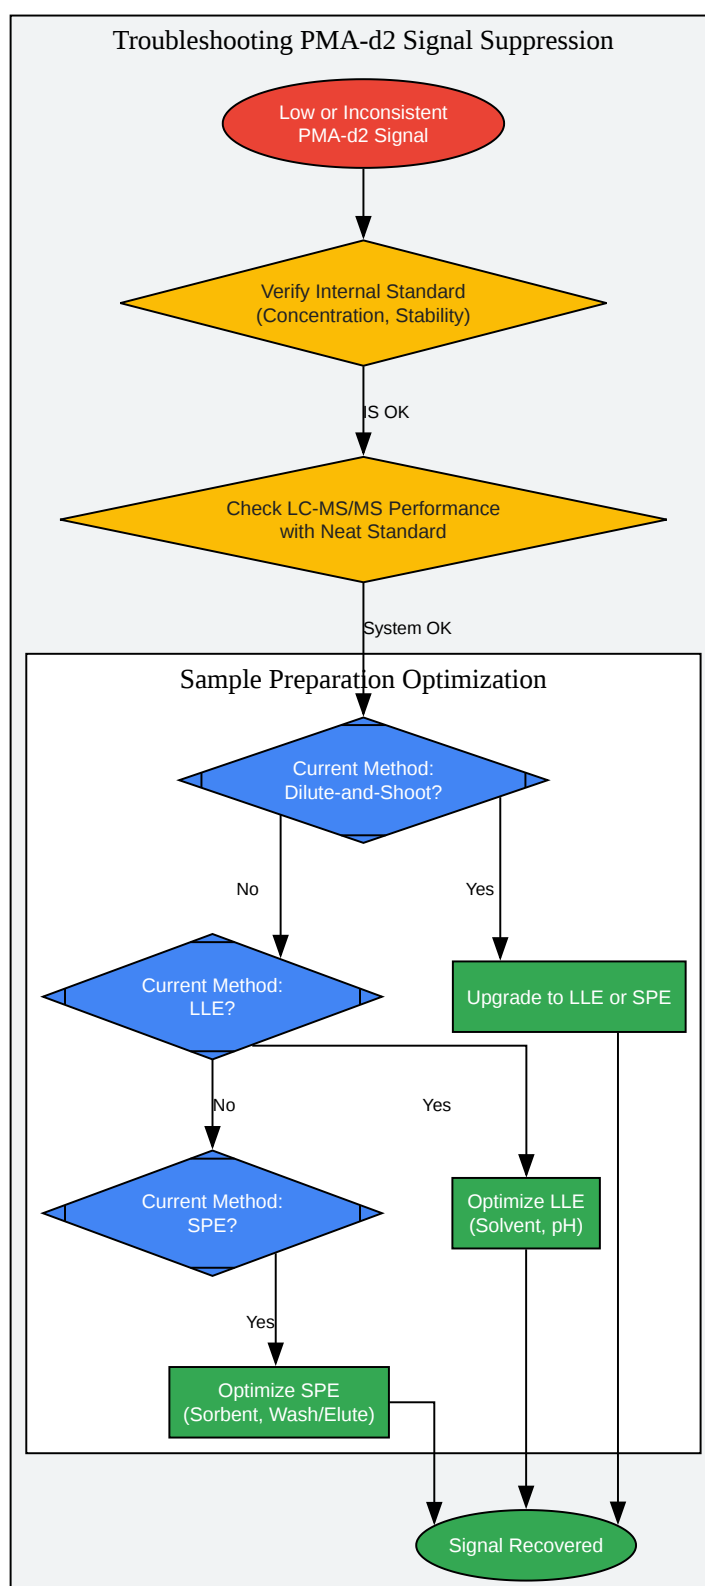 Troubleshooting PMA-d2 Signal Suppression
Low or Inconsistent
PMA-d2 Signal
Verify Internal Standard
(Concentration, Stability)
IS OK
Check LC-MS/MS Performance
with Neat Standard
System OK
Sample Preparation Optimization
Current Method:
Dilute-and-Shoot?
No
Yes
Current Method:
LLE?
Upgrade to LLE or SPE
No
Yes
Current Method:
SPE?
Optimize LLE
(Solvent, pH)
Yes
Optimize SPE
(Sorbent, Wash/Elute)
Signal Recovered